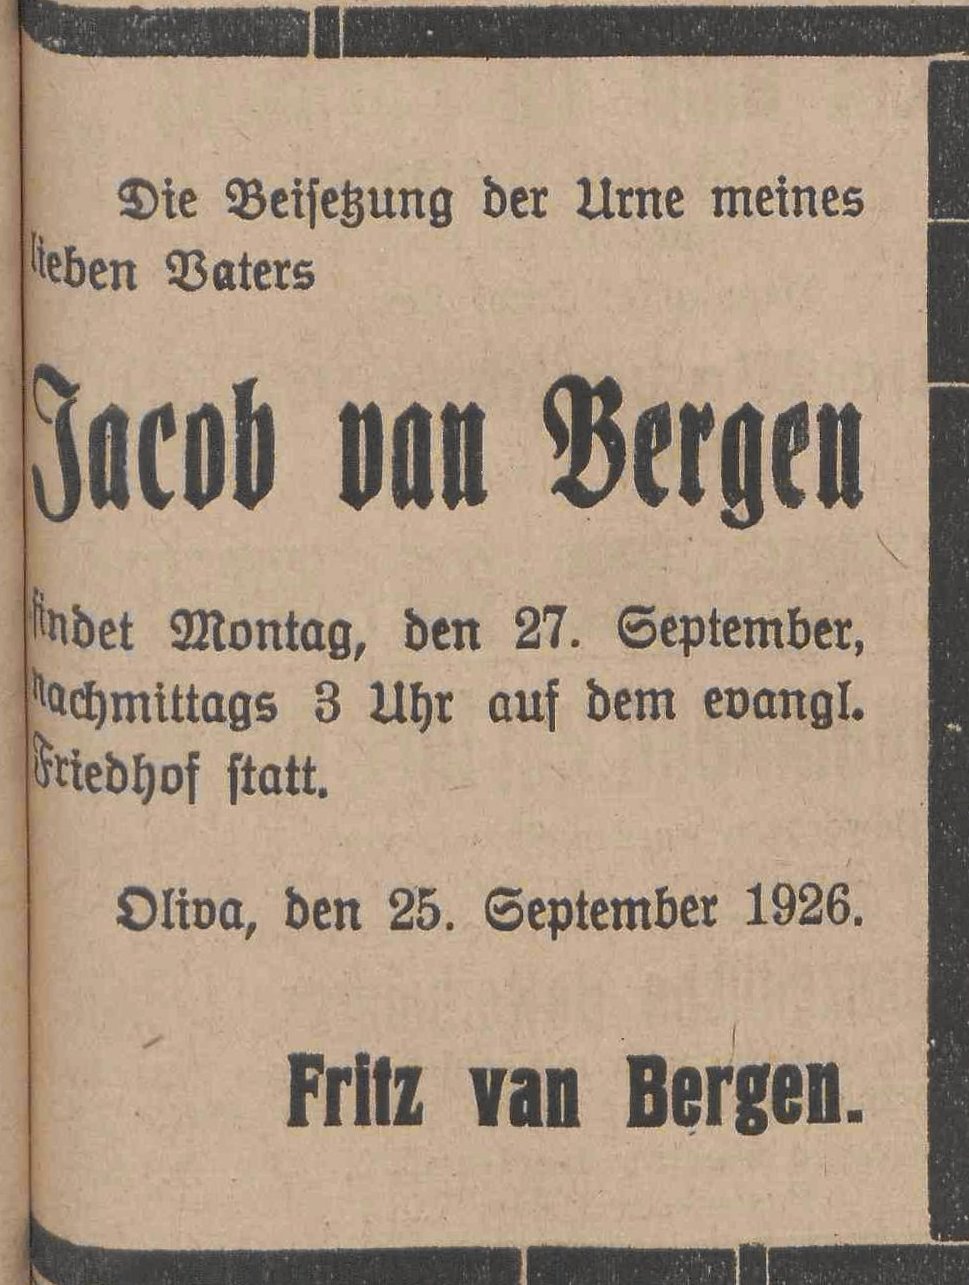 Die Beisetzung der Urne meines
lieben Vaters
Jacob van Bergen
findet Montag, den 27. September,
nachmittags 3 Uhr auf dem evangl.
Friedhof statt.
Oliva, den 25. September 1926.
Fritz van Bergen.